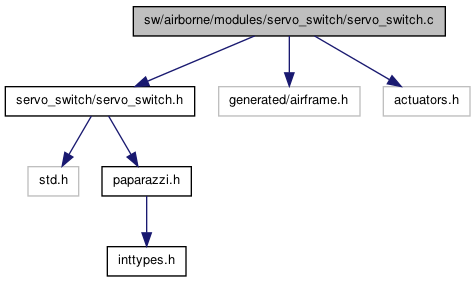 sw/airborne/modules/servo_switch/servo_switch.c
servo_switch/servo_switch.h
generated/airframe.h
actuators.h
std.h
paparazzi.h
inttypes.h